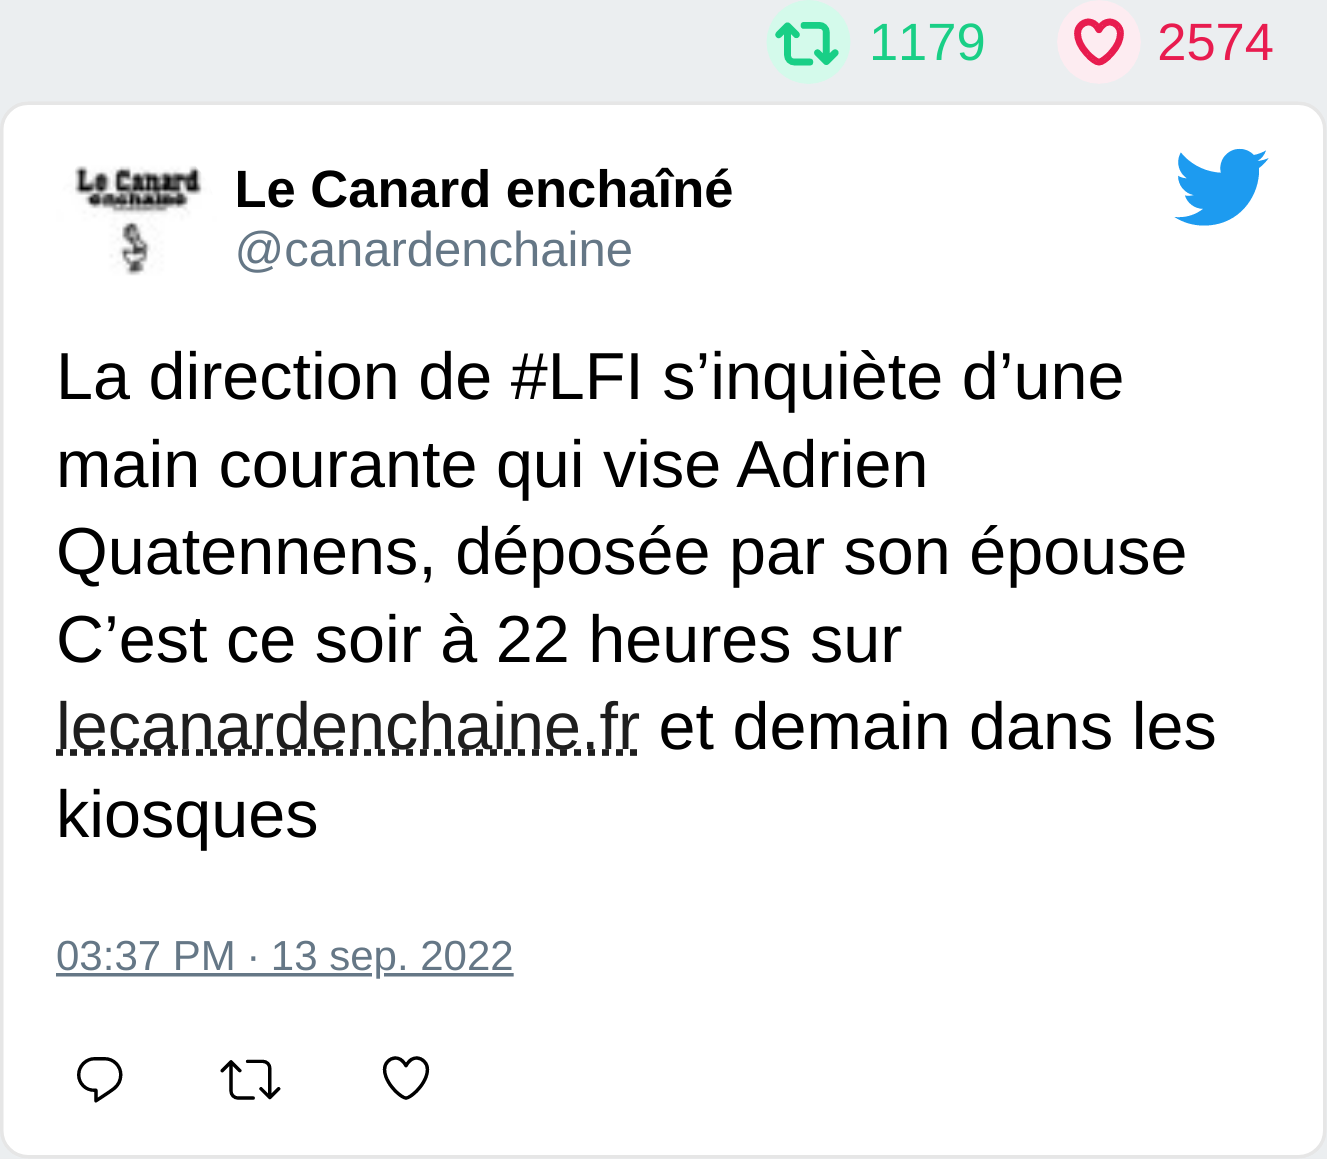 1179 2574
Le Canard
enchaîné
Le Canard enchaîné
@canardenchaine
La direction de #LFI s’inquiète d’une
main courante qui vise Adrien
Quatennens, déposée par son épouse
C’est ce soir à 22 heures sur
lecanardenchaine.fr et demain dans les
kiosques
03:37 PM · 13 sep. 2022